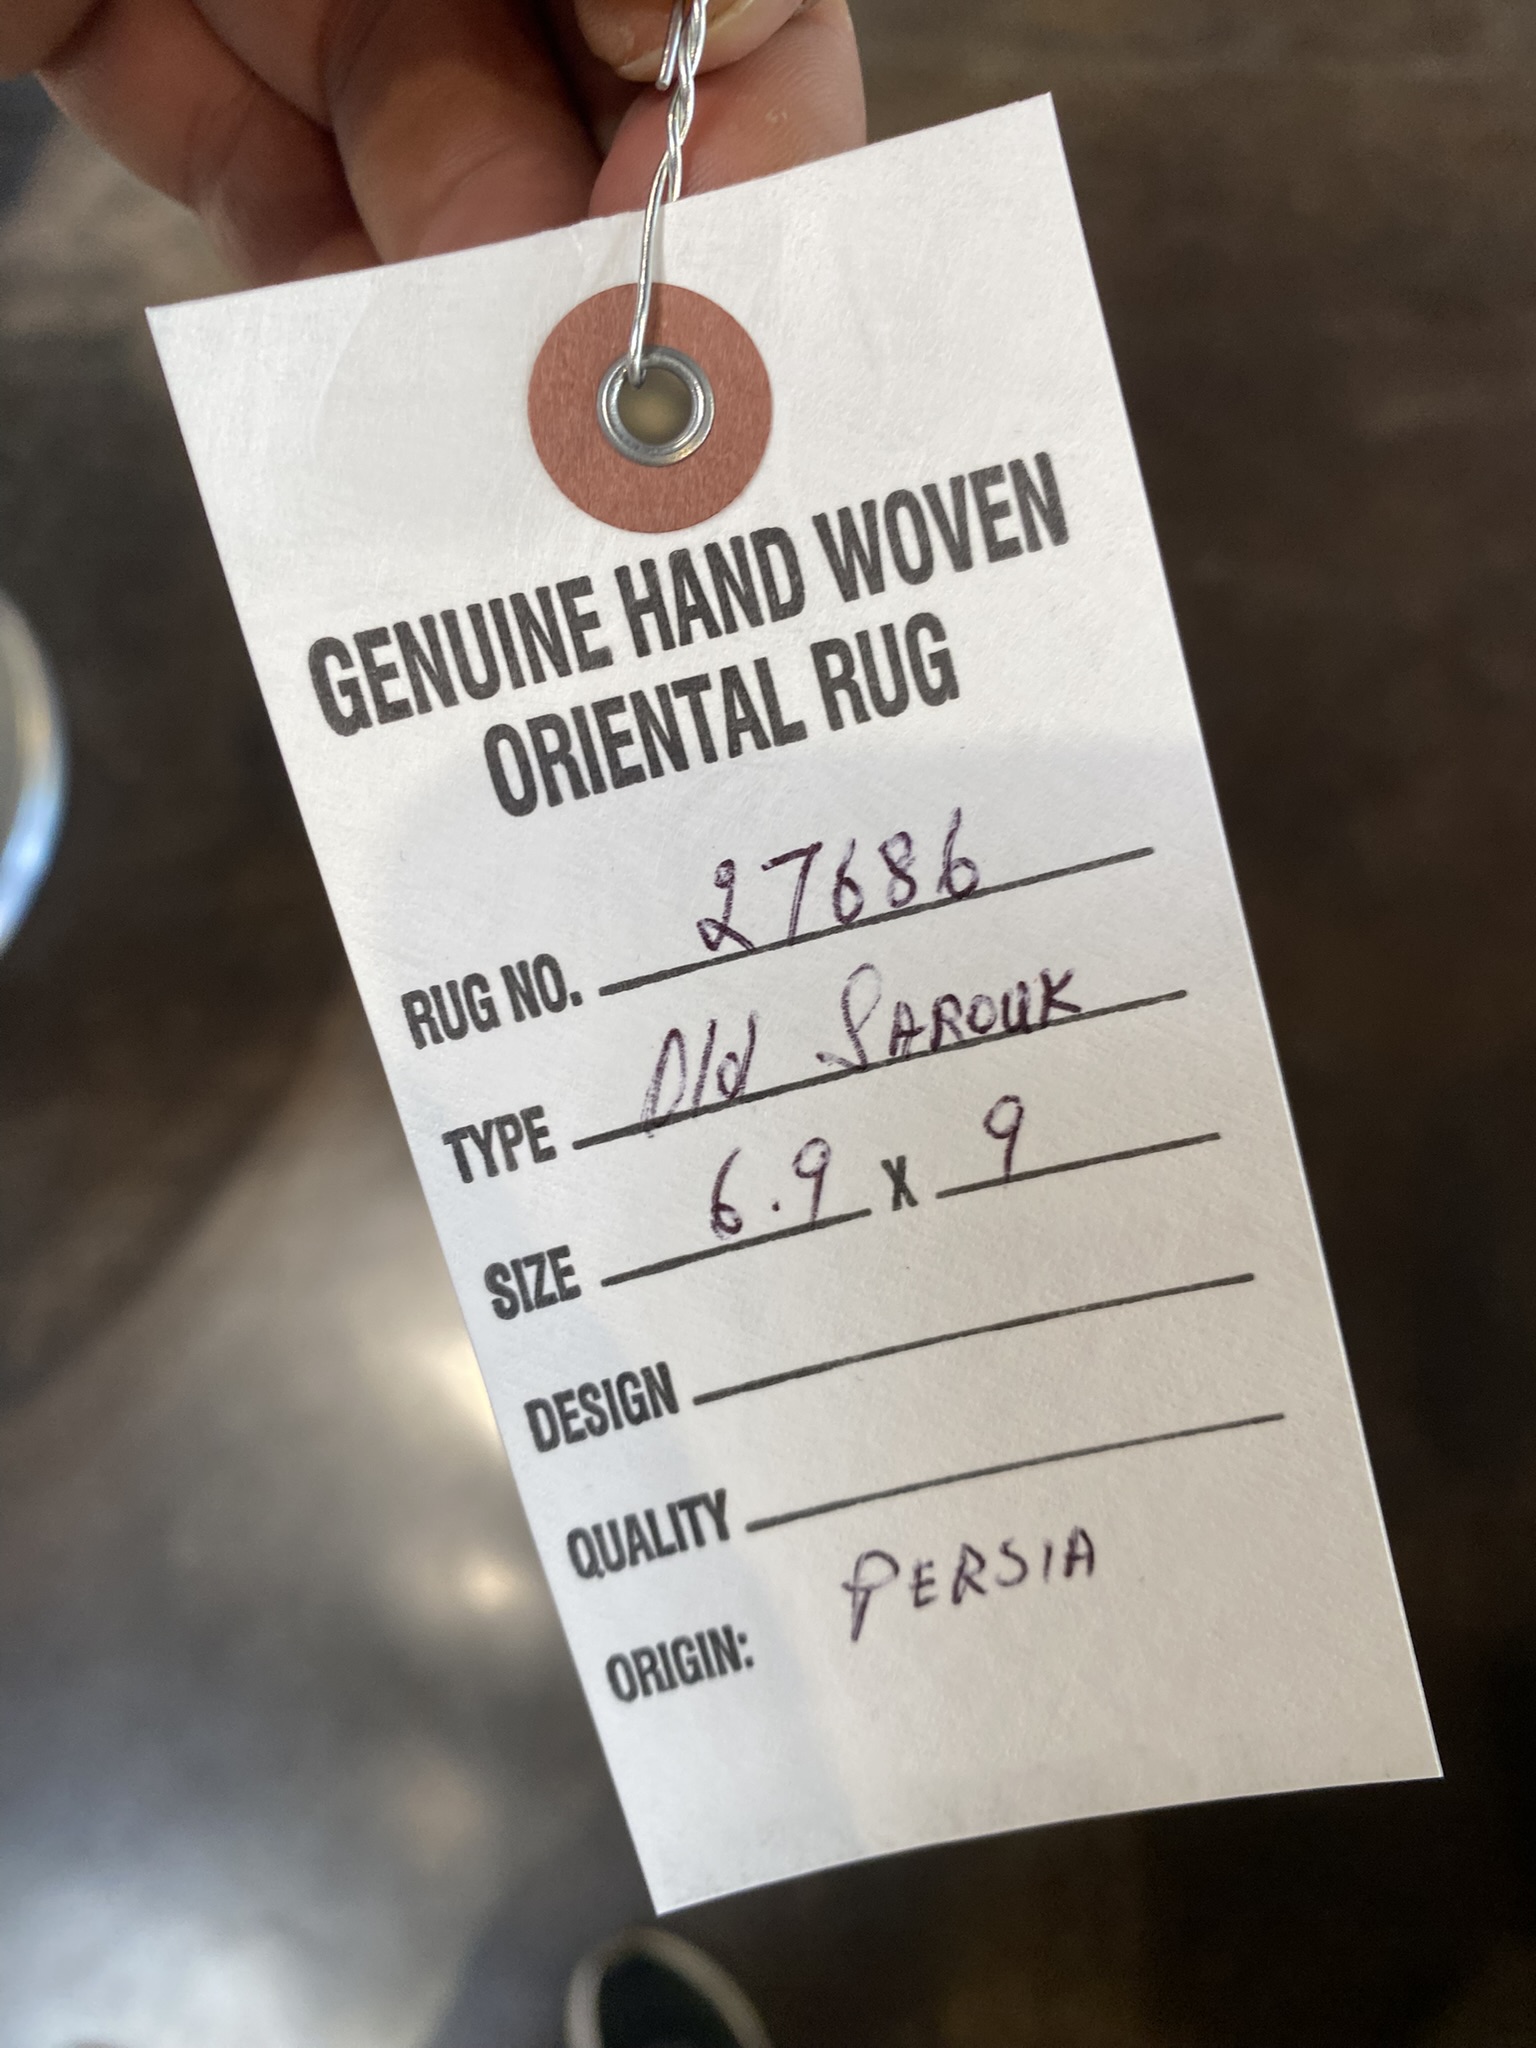 GENUINE HAND WOVEN
ORIENTAL RUG
RUG NO. 27686
TYPE Old SAROUK
SIZE 6.9 X 9
DESIGN
QUALITY
ORIGIN: PERSIA